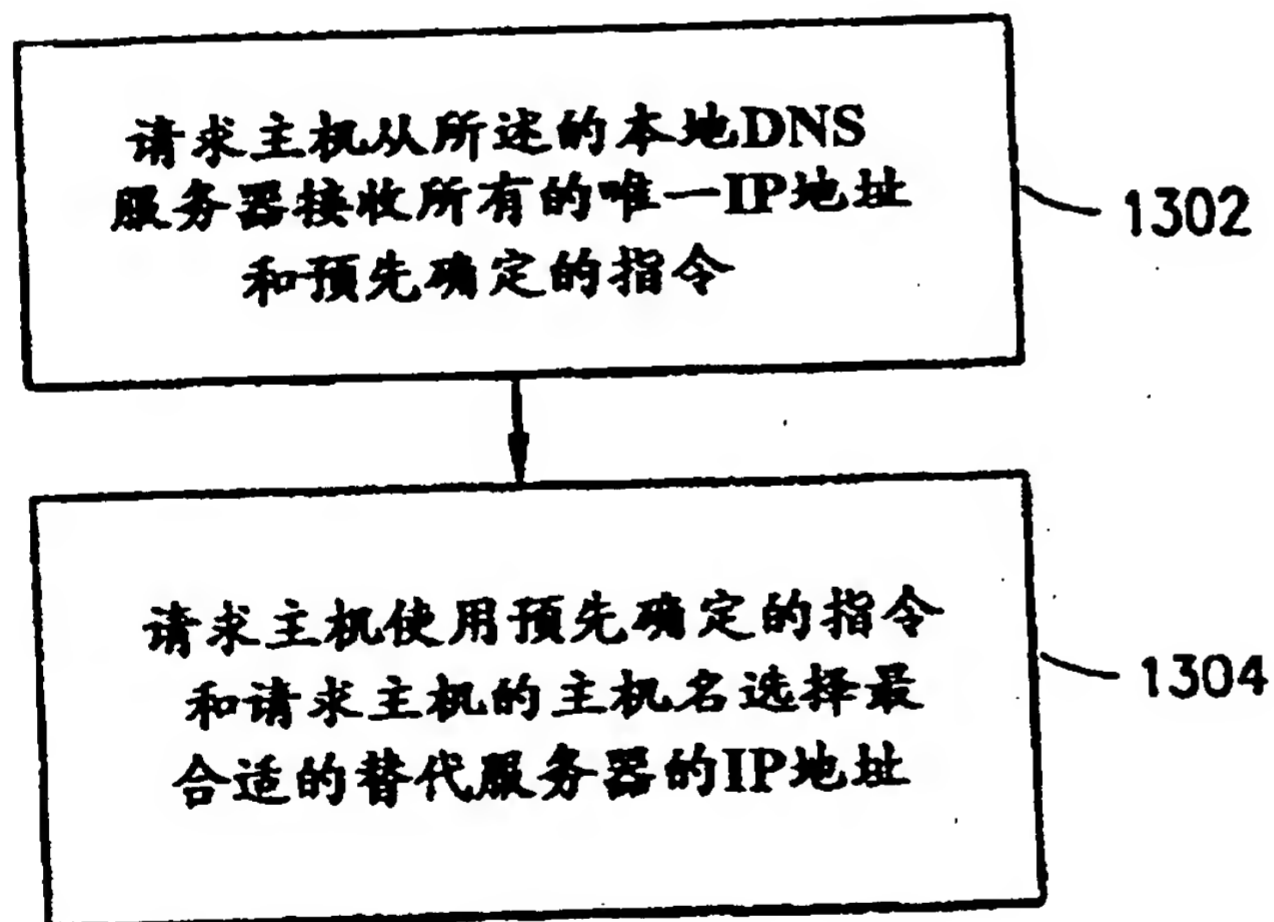 请求主机从所述的本地DNS
服务器接收所有的唯一IP地址
和预先确定的指令
1302
请求主机使用预先确定的指令
和请求主机的主机名选择最
合适的替代服务器的IP地址
1304